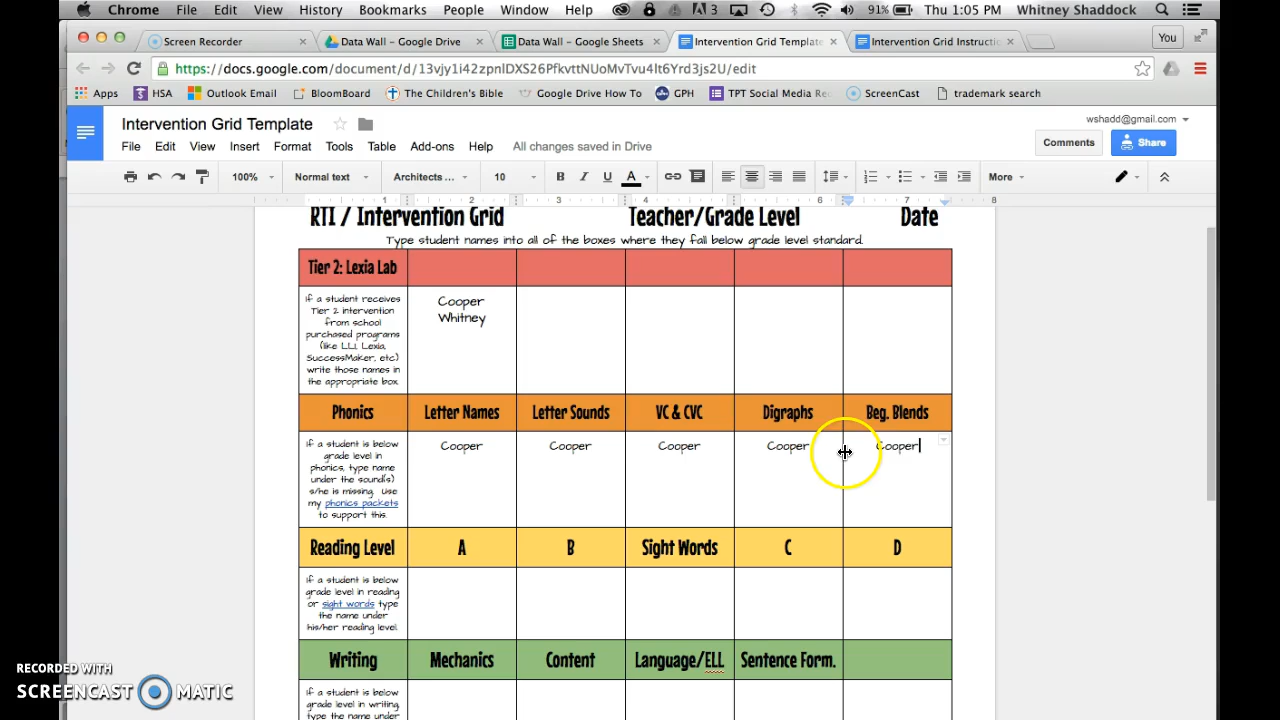 Chrome File Edit View History Bookmarks People Window Help 3 91% Thu 1:05 PM Whitney Shaddock
Screen Recorder Data Wall – Google Drive Data Wall – Google Sheets Intervention Grid Template Intervention Grid Instructi You
https://docs.google.com/document/d/13vjy1i42zpnlDXS26PfkvttNUoMvTvu4lt6Yrd3js2U/edit
Apps HSA Outlook Email BloomBoard The Children's Bible Google Drive How To GPH TPT Social Media Re ScreenCast trademark search
Intervention Grid Template
wshadd@gmail.com
File Edit View Insert Format Tools Table Add-ons Help All changes saved in Drive
Comments Share
100% Normal text Architects ... 10 B I U A More
1 2 3 4 5 6 7 8
RTI / Intervention Grid Teacher/Grade Level Date
Type student names into all of the boxes where they fall below grade level standard.
Tier 2: Lexia Lab
If a student receives
Tier 2 intervention
from school
purchased programs
(like LLI, Lexia,
SuccessMaker, etc)
write those names in
the appropriate box.
Cooper
Whitney
Phonics Letter Names Letter Sounds VC & CVC Digraphs Beg. Blends
If a student is below
grade level in
phonics, type name
under the sound(s)
s/he is missing. Use
my phonics packets
to support this.
Cooper Cooper Cooper Cooper Cooper
Reading Level A B Sight Words C D
If a student is below
grade level in reading
or sight words type
the name under
his/her reading level.
Writing Mechanics Content Language/ELL Sentence Form.
If a student is below
grade level in writing,
type the name under
RECORDED WITH
SCREENCAST MATIC